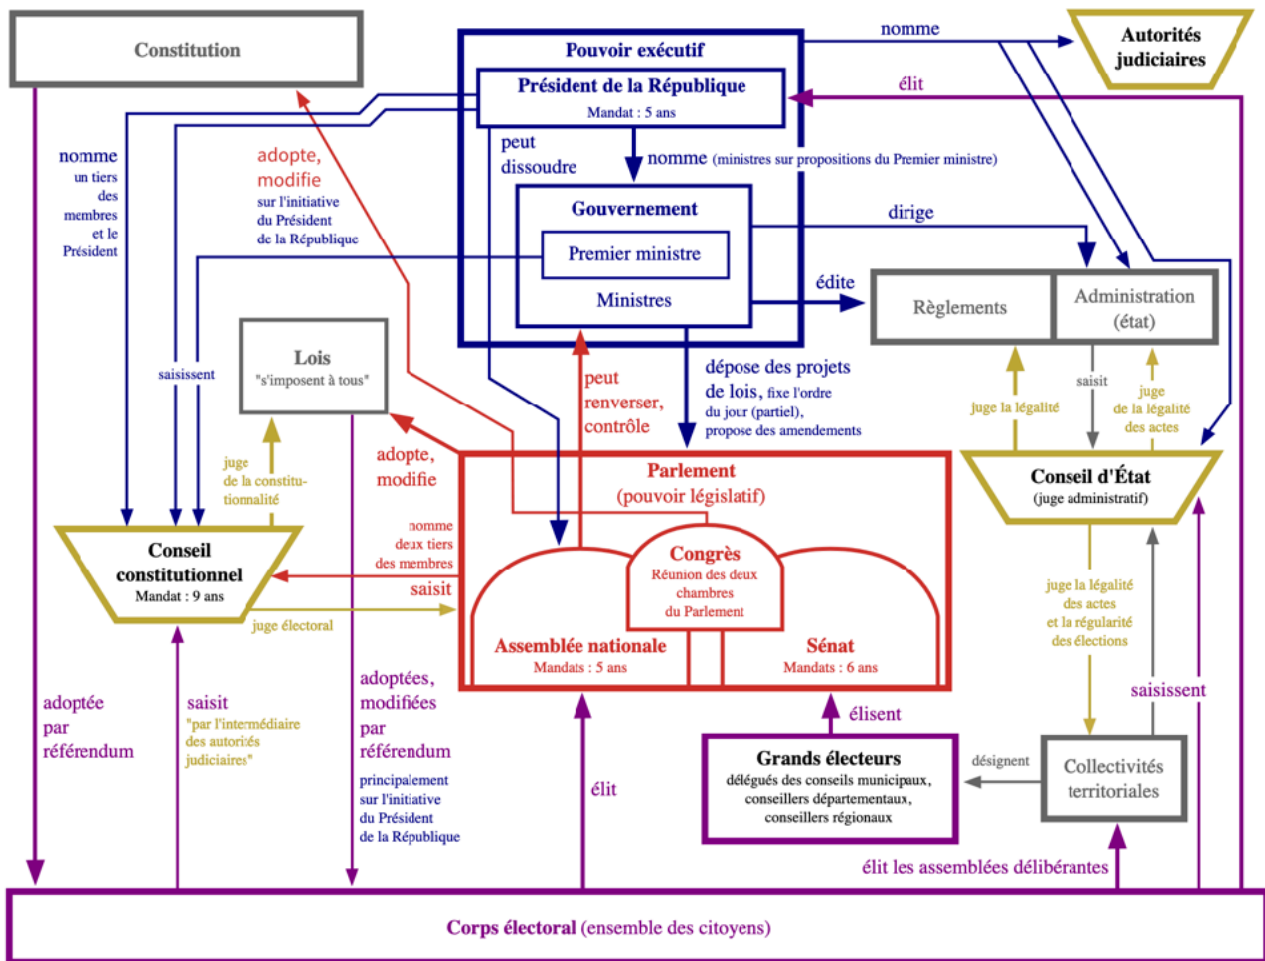 Constitution
Pouvoir exécutif
Président de la République
Mandat : 5 ans
nomme
Autorités
judiciaires
élit
nomme
un tiers
des
membres
et le
Président
adopte,
modifie
sur l'initiative
du Président
de la République
peut
dissoudre
nomme (ministres sur propositions du Premier ministre)
Gouvernement
Premier ministre
Ministres
dirige
édite
Règlements
Administration
(état)
Lois
"s'imposent à tous"
saisissent
peut
renverser,
contrôle
dépose des projets
de lois, fixe l'ordre
du jour (partiel),
propose des amendements
juge la légalité
saisit
juge
de la légalité
des actes
juge
de la constitu-
tionnalité
adopte,
modifie
Parlement
(pouvoir législatif)
Conseil d'État
(juge administratif)
Conseil
constitutionnel
Mandat : 9 ans
nomme
deux tiers
des membres
saisit
juge électoral
Congrès
Réunion des deux
chambres
du Parlement
Assemblée nationale
Mandats : 5 ans
Sénat
Mandats : 6 ans
juge la légalité
des actes
et la régularité
des élections
adoptée
par
référendum
saisit
"par l'intermédiaire
des autorités
judiciaires"
adoptées,
modifiées
par
référendum
principalement
sur l'initiative
du Président
de la République
élit
élisent
saisissent
Grands électeurs
délégués des conseils municipaux,
conseillers départementaux,
conseillers régionaux
désignent
Collectivités
territoriales
élit les assemblées délibérantes
Corps électoral (ensemble des citoyens)